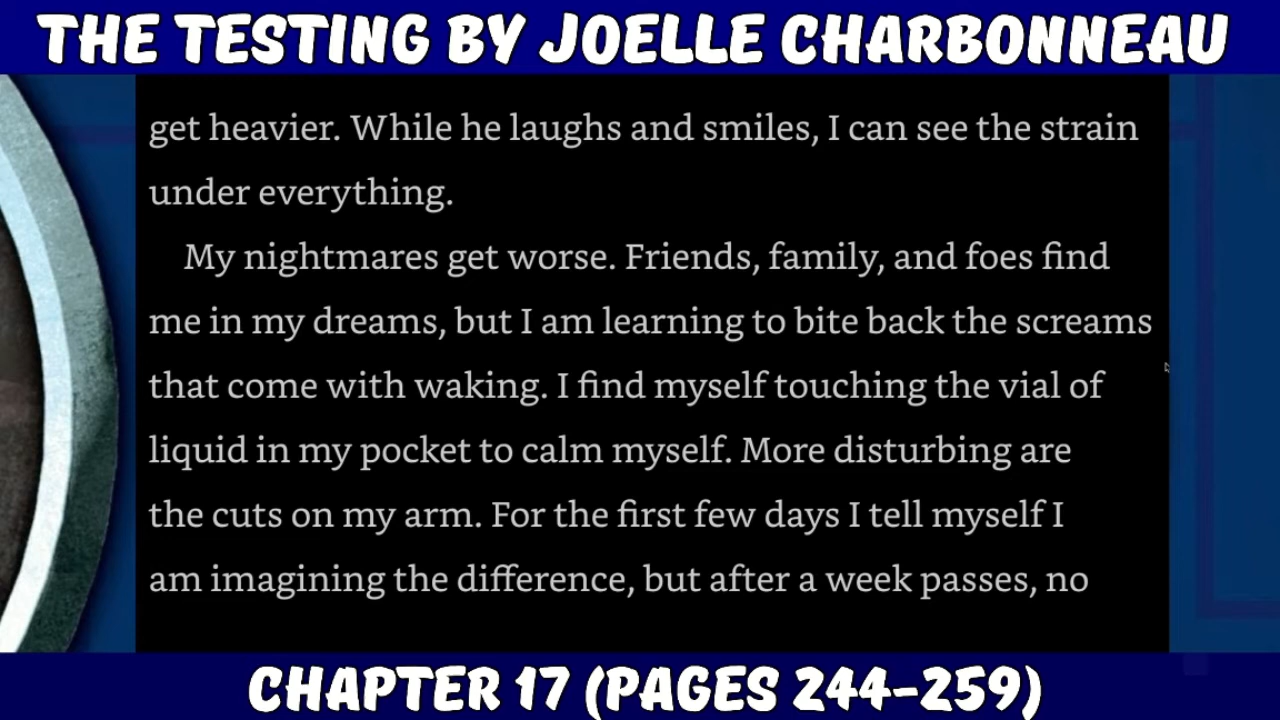 THE TESTING BY JOELLE CHARBONNEAU
get heavier. While he laughs and smiles, I can see the strain
under everything.
My nightmares get worse. Friends, family, and foes find
me in my dreams, but I am learning to bite back the screams
that come with waking. I find myself touching the vial of
liquid in my pocket to calm myself. More disturbing are
the cuts on my arm. For the first few days I tell myself I
am imagining the difference, but after a week passes, no
CHAPTER 17 (PAGES 244-259)